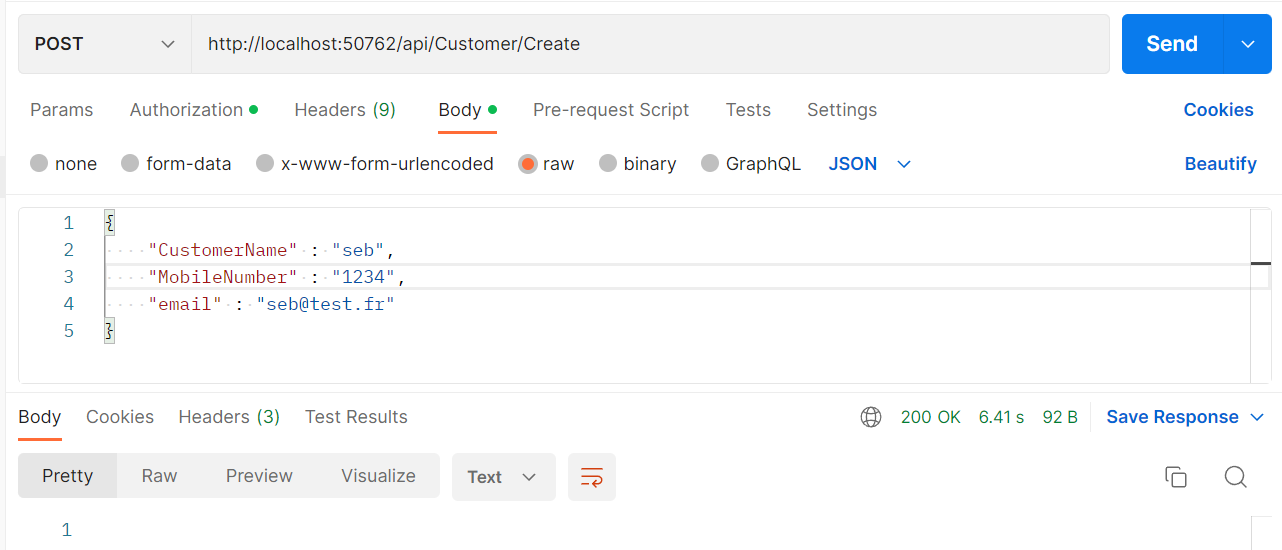 POST http://localhost:50762/api/Customer/Create Send
Params Authorization Headers (9) Body Pre-request Script Tests Settings Cookies
none form-data x-www-form-urlencoded raw binary GraphQL JSON Beautify
1 {
2 "CustomerName" : "seb",
3 "MobileNumber" : "1234",
4 "email" : "seb@test.fr"
5 }
Body Cookies Headers (3) Test Results 200 OK 6.41 s 92 B Save Response
Pretty Raw Preview Visualize Text
1